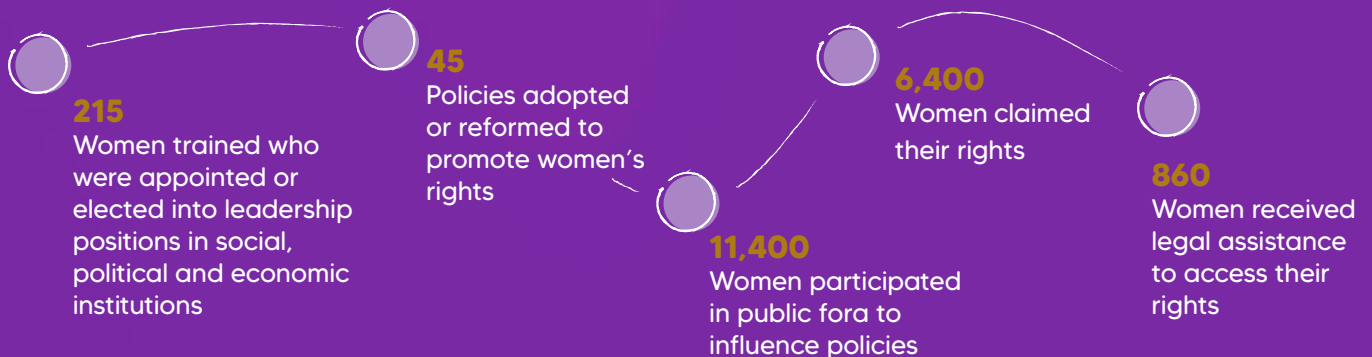 215
Women trained who
were appointed or
elected into leadership
positions in social,
political and economic
institutions
45
Policies adopted
or reformed to
promote women’s
rights
11,400
Women participated
in public fora to
influence policies
6,400
Women claimed
their rights
860
Women received
legal assistance
to access their
rights